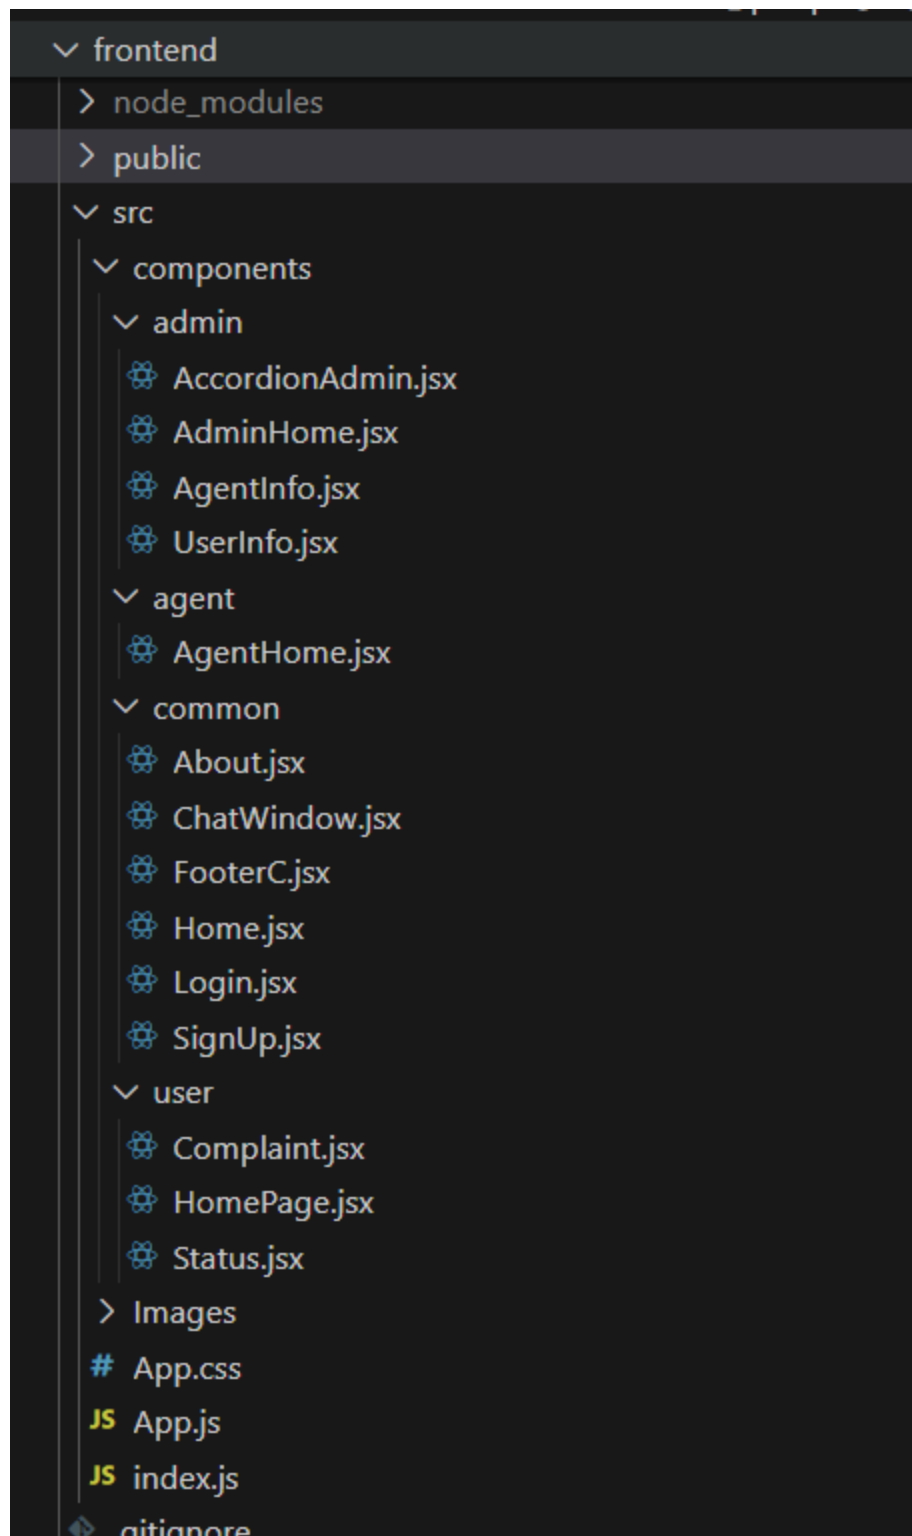 frontend
node_modules
public
src
components
admin
AccordionAdmin.jsx
AdminHome.jsx
AgentInfo.jsx
UserInfo.jsx
agent
AgentHome.jsx
common
About.jsx
ChatWindow.jsx
FooterC.jsx
Home.jsx
Login.jsx
SignUp.jsx
user
Complaint.jsx
HomePage.jsx
Status.jsx
Images
# App.css
JS App.js
JS index.js
.gitignore